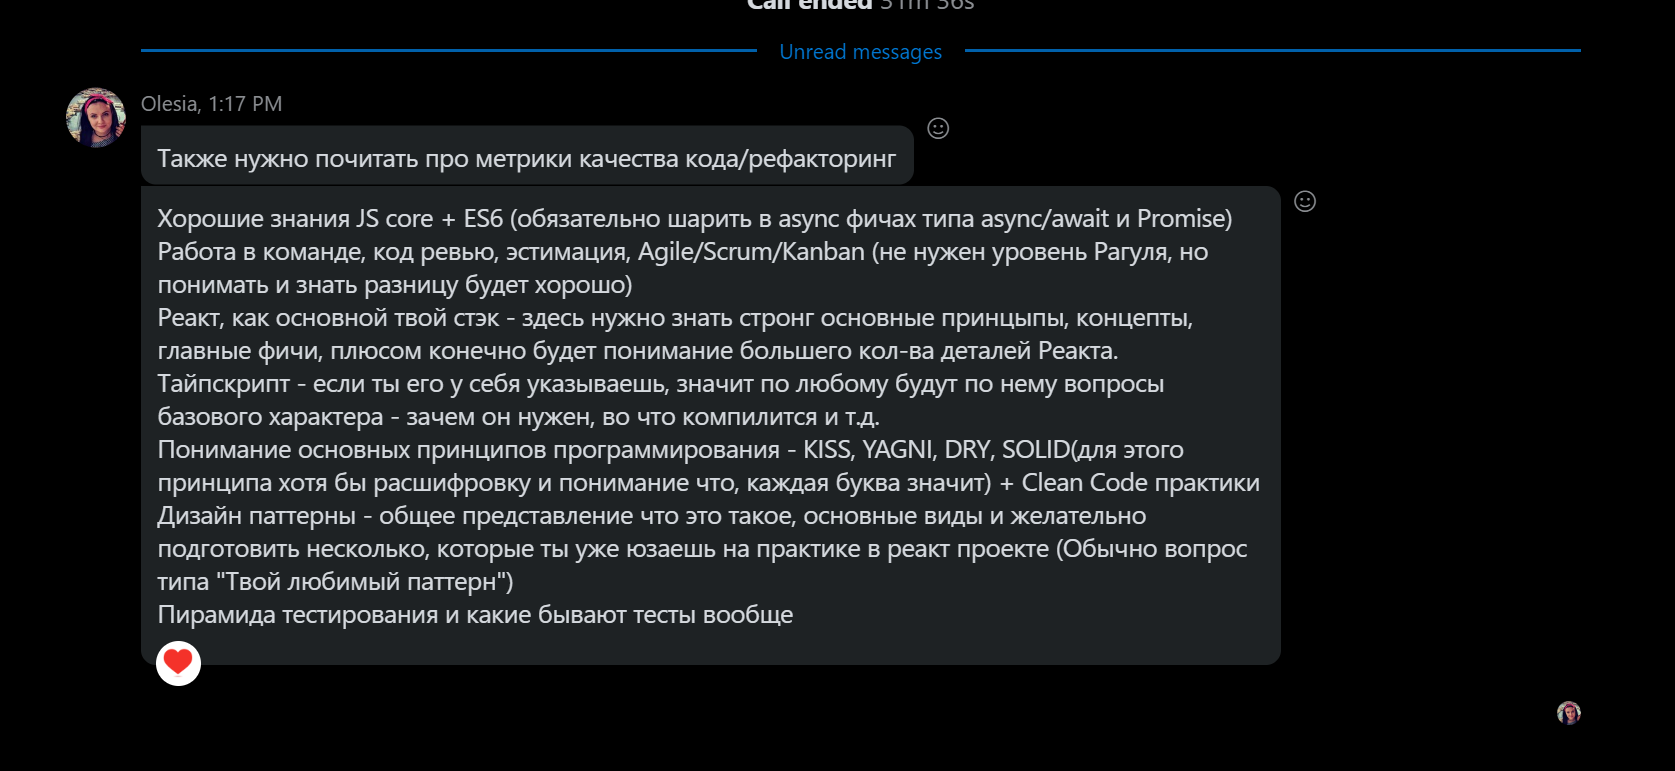 Call ended 31m 56s
Unread messages
Olesia, 1:17 PM
Также нужно почитать про метрики качества кода/рефакторинг
Хорошие знания JS core + ES6 (обязательно шарить в async фичах типа async/await и Promise)
Работа в команде, код ревью, эстимация, Agile/Scrum/Kanban (не нужен уровень Рагуля, но
понимать и знать разницу будет хорошо)
Реакт, как основной твой стэк - здесь нужно знать стронг основные принцыпы, концепты,
главные фичи, плюсом конечно будет понимание большего кол-ва деталей Реакта.
Тайпскрипт - если ты его у себя указываешь, значит по любому будут по нему вопросы
базового характера - зачем он нужен, во что компилится и т.д.
Понимание основных принципов программирования - KISS, YAGNI, DRY, SOLID(для этого
принципа хотя бы расшифровку и понимание что, каждая буква значит) + Clean Code практики
Дизайн паттерны - общее представление что это такое, основные виды и желательно
подготовить несколько, которые ты уже юзаешь на практике в реакт проекте (Обычно вопрос
типа "Твой любимый паттерн")
Пирамида тестирования и какие бывают тесты вообще